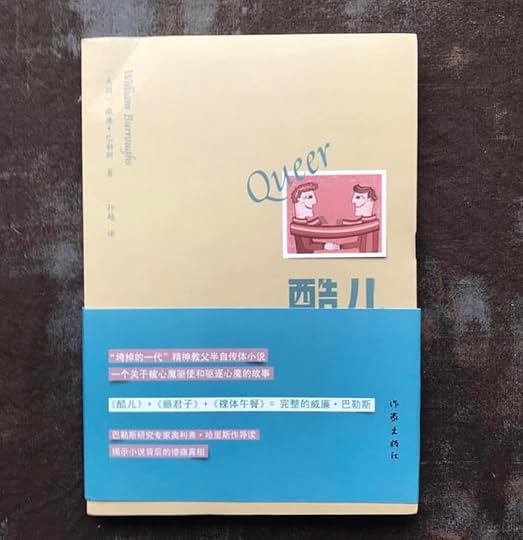 William Burroughs
〔美国〕威廉·巴勒斯 著
孙越 译
Queer
酷儿
“垮掉的一代”精神教父半自传体小说
一个关于被心魔驱使和驱逐心魔的故事
《酷儿》+《瘾君子》+《裸体午餐》= 完整的威廉·巴勒斯
巴勒斯研究专家奥利弗·哈里斯作导读
揭示小说背后的惨痛真相
作家出版社